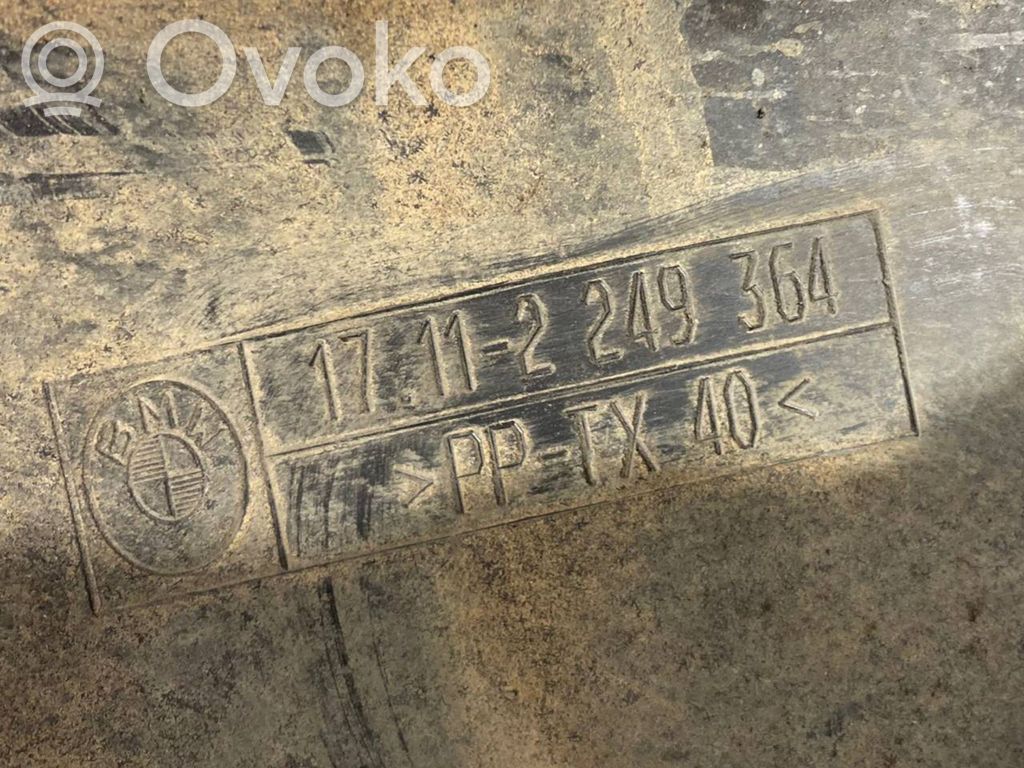 Ovoko
17.11-2 249 364
BMW
>PP-TX 40<